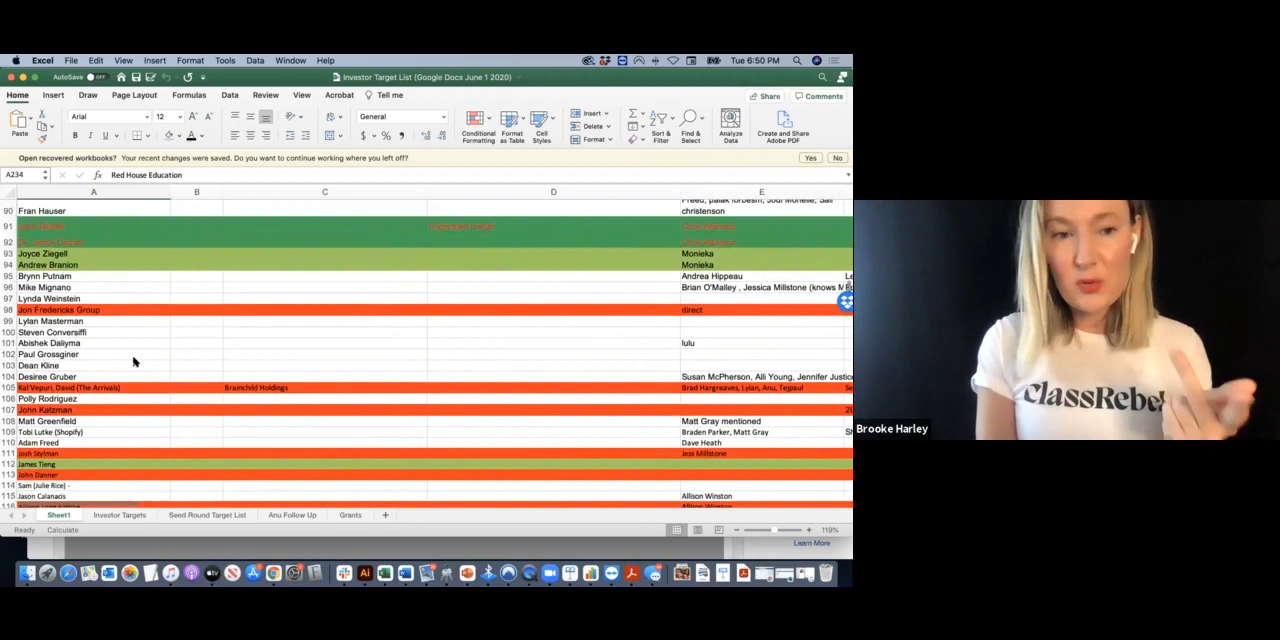 Excel File Edit View Insert Format Tools Data Window Help Tue 6:50 PM
AutoSave OFF Investor Target List (Google Docs June 1 2020)
Home Insert Draw Page Layout Formulas Data Review View Acrobat Tell me Share Comments
Paste Arial 12 General Conditional Formatting Format as Table Cell Styles Insert Delete Format Sort & Filter Find & Select Analyze Data Create and Share Adobe PDF
Open recovered workbooks? Your recent changes were saved. Do you want to continue working where you left off? Yes No
A234 fx Red House Education
A B C D E
90 Fran Hauser christenson
91
92
93 Joyce Ziegell Monieka
94 Andrew Branion Monieka
95 Brynn Putnam Andrea Hippeau
96 Mike Mignano Brian O'Malley , Jessica Millstone (knows M
97 Lynda Weinstein
98 Jon Fredericks Group direct
99 Lylan Masterman
100 Steven Conversiffi
101 Abishek Daliyma lulu
102 Paul Grossginer
103 Dean Kline
104 Desiree Gruber Susan McPherson, Alli Young, Jennifer Justice
105 Kal Vepuri, David (The Arrivals) Brainchild Holdings Brad Hargreaves, Lylan, Anu, Tejpaul
106 Polly Rodriguez
107 John Katzman
108 Matt Greenfield Matt Gray mentioned
109 Tobi Lutke (Shopify) Braden Parker, Matt Gray
110 Adam Freed Dave Heath
111 Josh Stylman Jess Millstone
112 James Tieng
113 John Danner
114 Sam (Julie Rice) -
115 Jason Calanacis Allison Winston
Sheet1 Investor Targets Seed Round Target List Anu Follow Up Grants +
Ready Calculate 119%
Learn More
ClassRebel
Brooke Harley